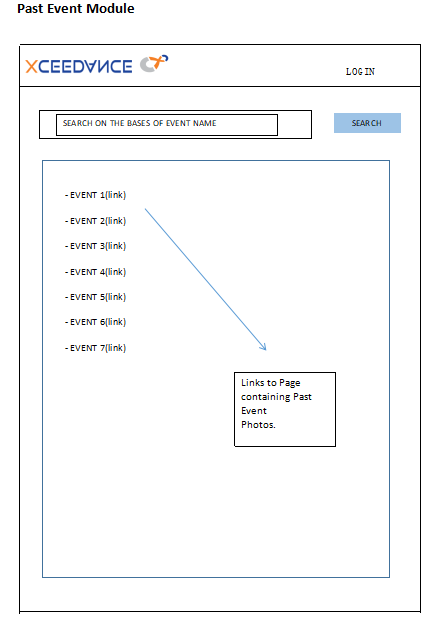 Past Event Module
XCEEDANCE
LOGIN
SEARCH ON THE BASES OF EVENT NAME
SEARCH
- EVENT 1(link)
- EVENT 2(link)
- EVENT 3(link)
- EVENT 4(link)
- EVENT 5(link)
- EVENT 6(link)
- EVENT 7(link)
Links to Page
containing Past
Event
Photos.